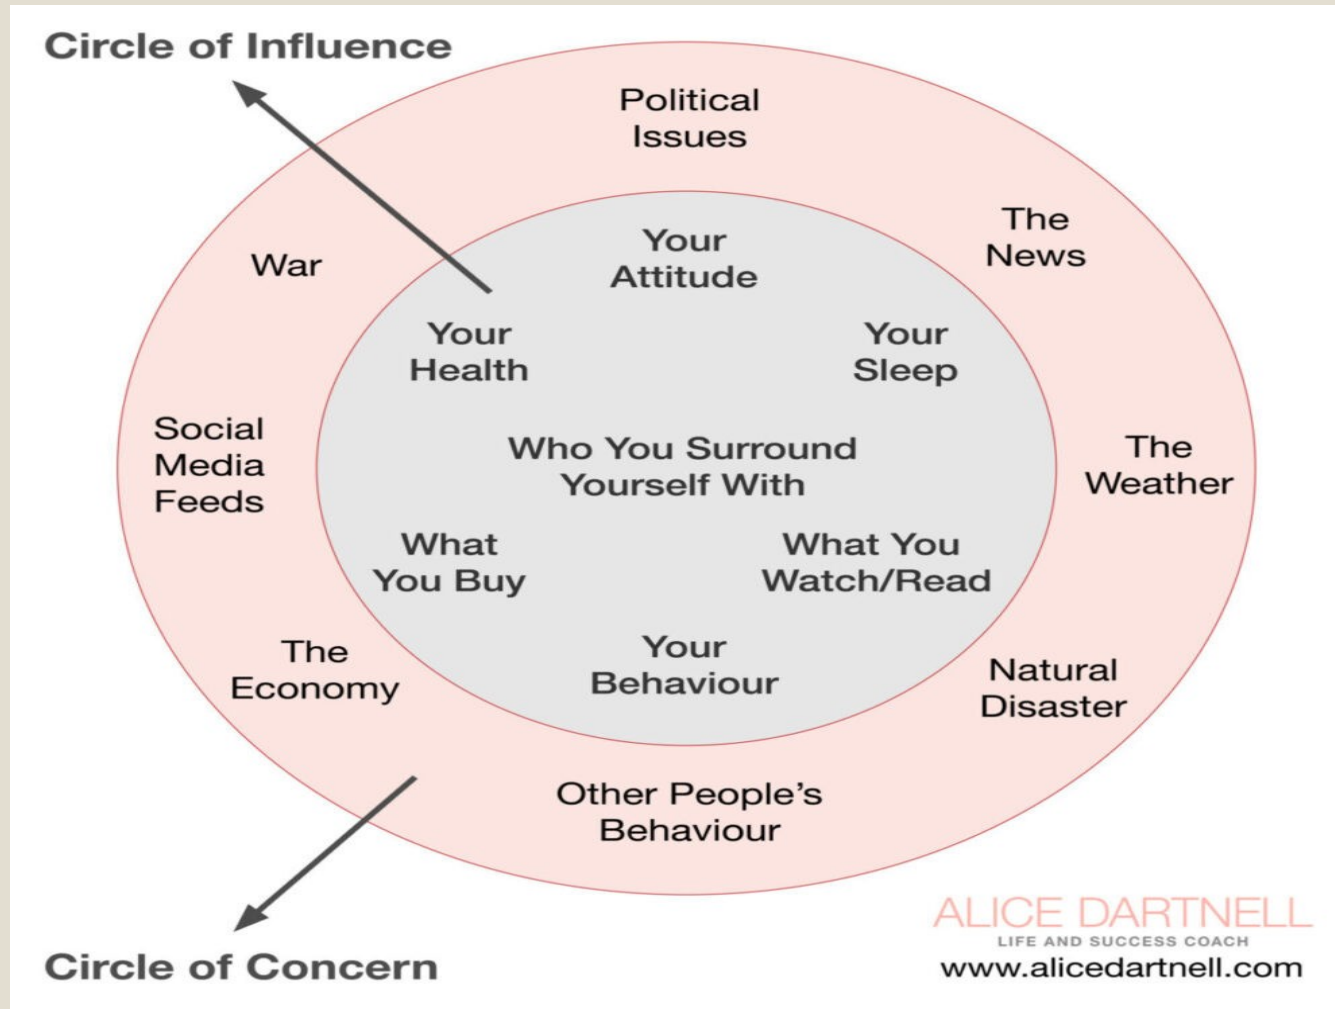 Circle of Influence
Political
Issues
The
News
War
Your
Attitude
Your
Health
Your
Sleep
Social
Media
Feeds
Who You Surround
Yourself With
The
Weather
What
You Buy
What You
Watch/Read
The
Economy
Your
Behaviour
Natural
Disaster
Other People's
Behaviour
Circle of Concern
ALICE DARTNELL
LIFE AND SUCCESS COACH
www.alicedartnell.com